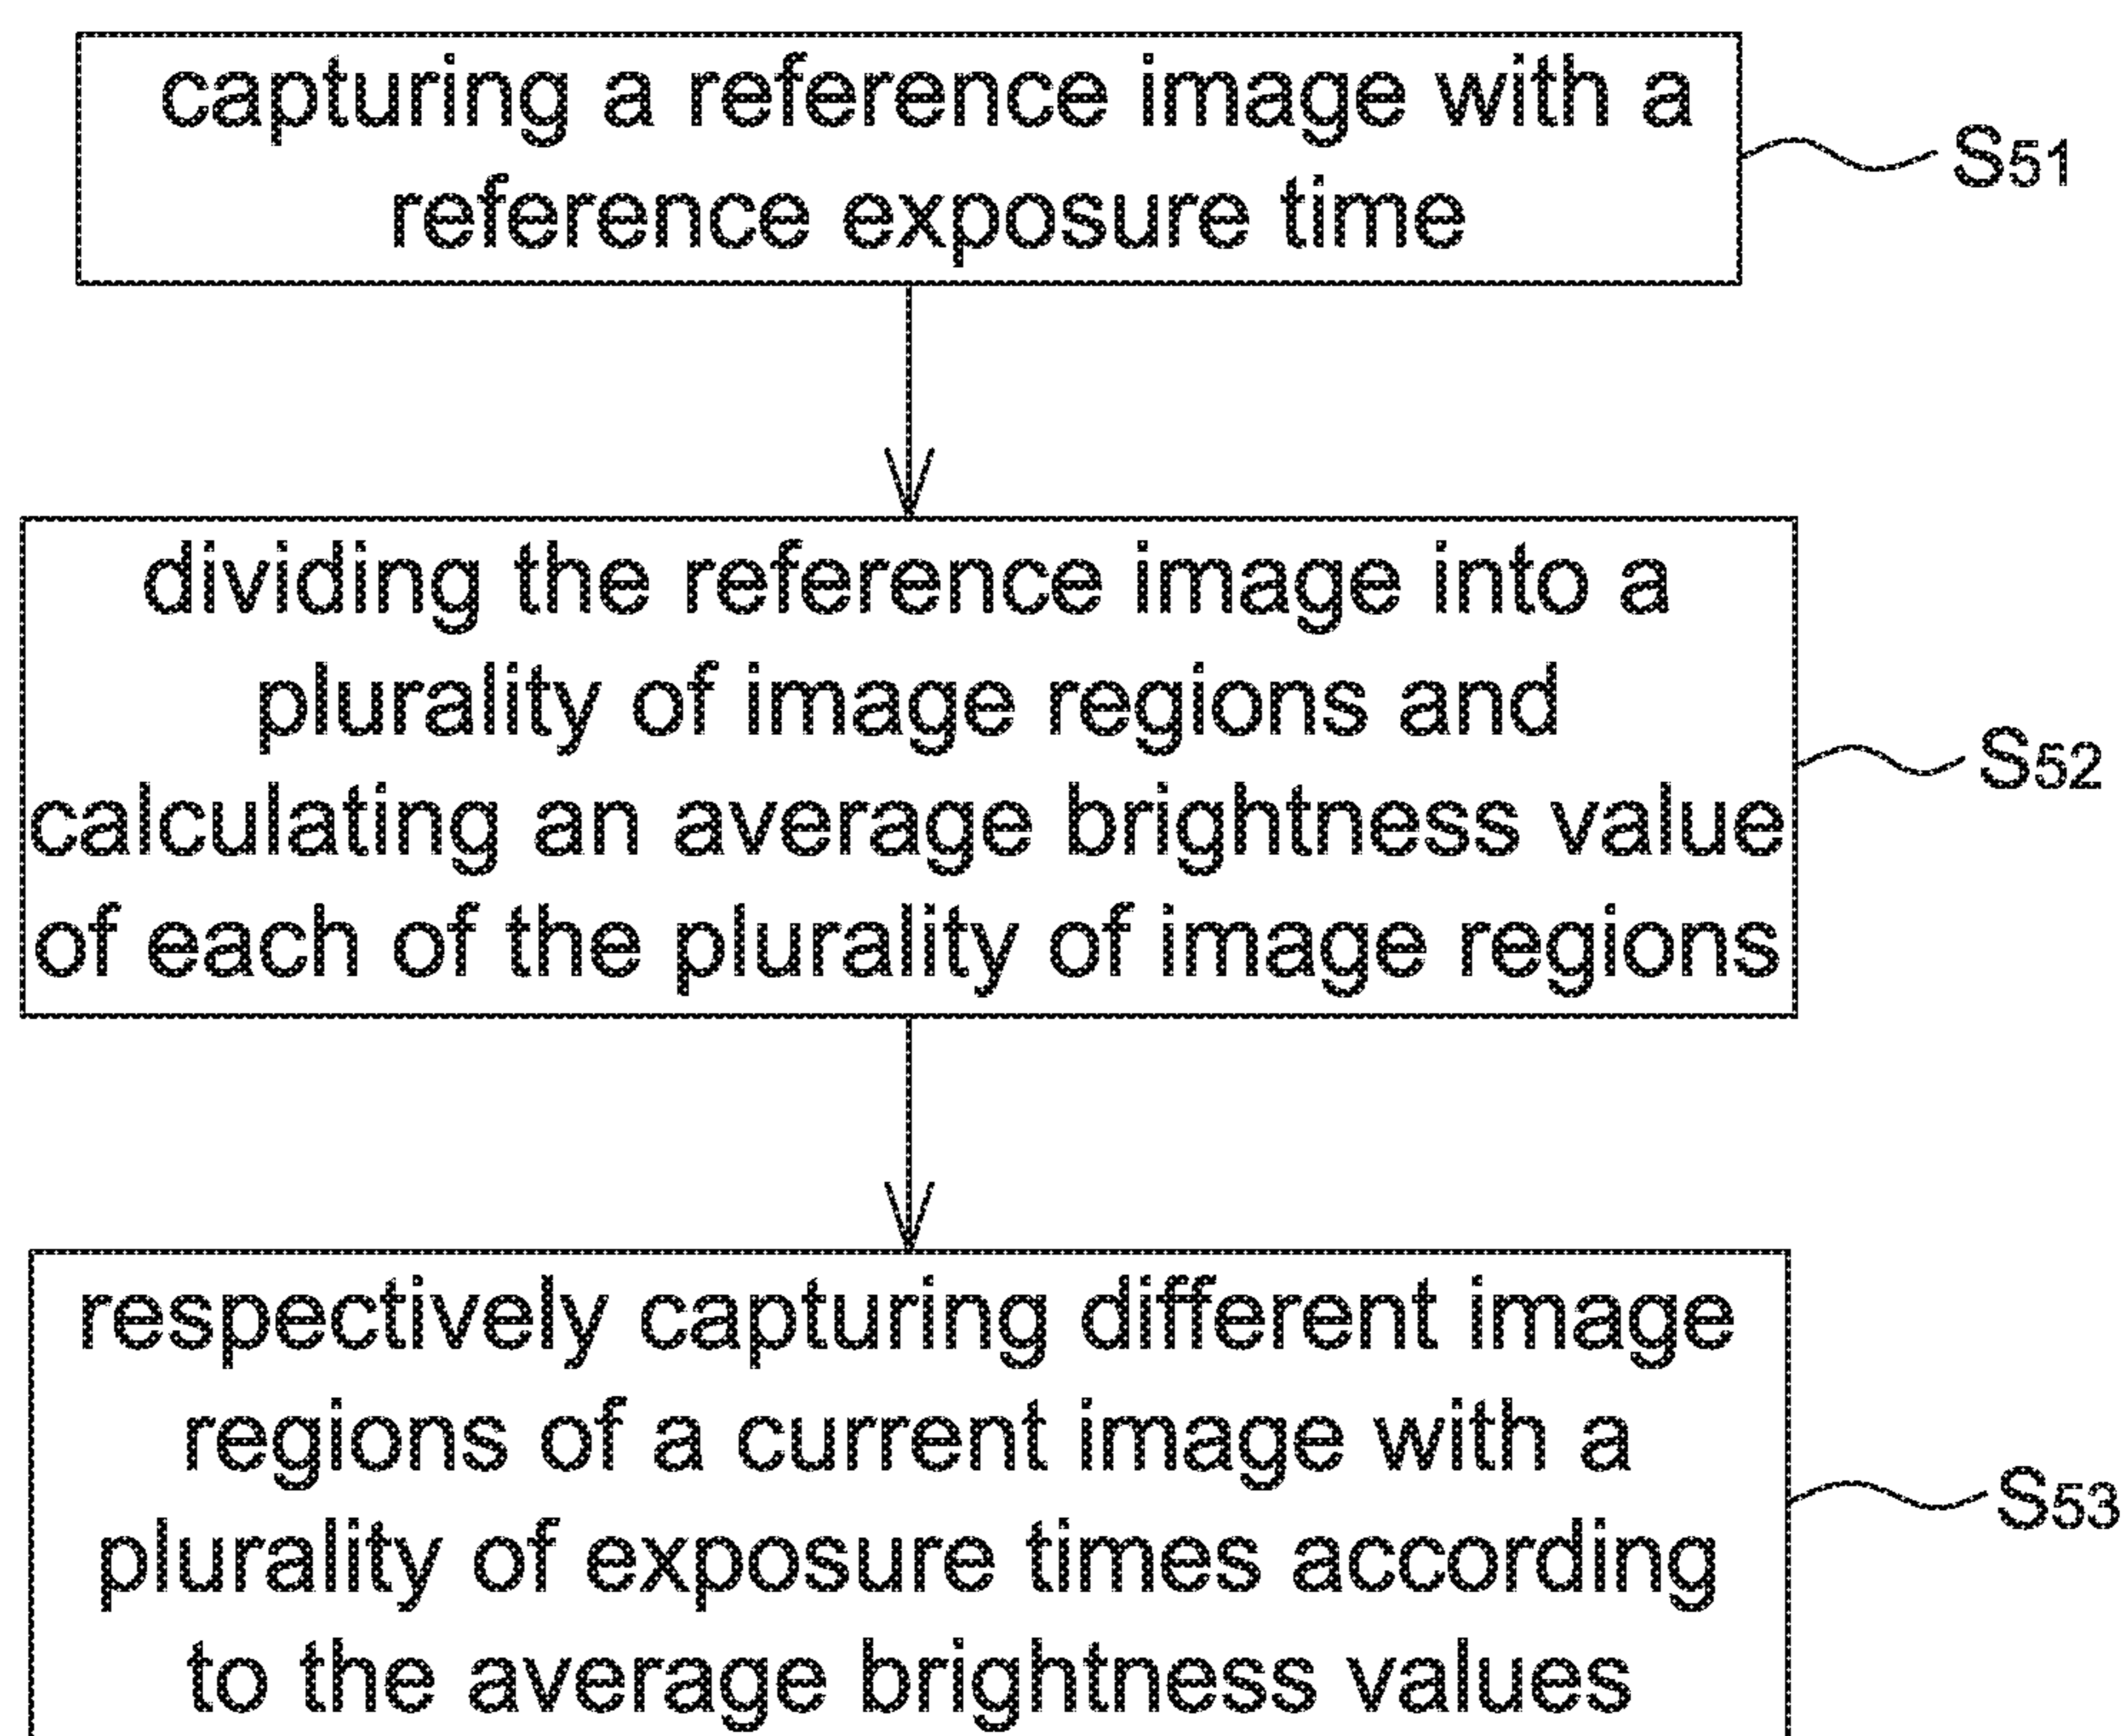 capturing a reference image with a
reference exposure time
S51
dividing the reference image into a
plurality of image regions and
calculating an average brightness value
of each of the plurality of image regions
S52
respectively capturing different image
regions of a current image with a
plurality of exposure times according
to the average brightness values
S53